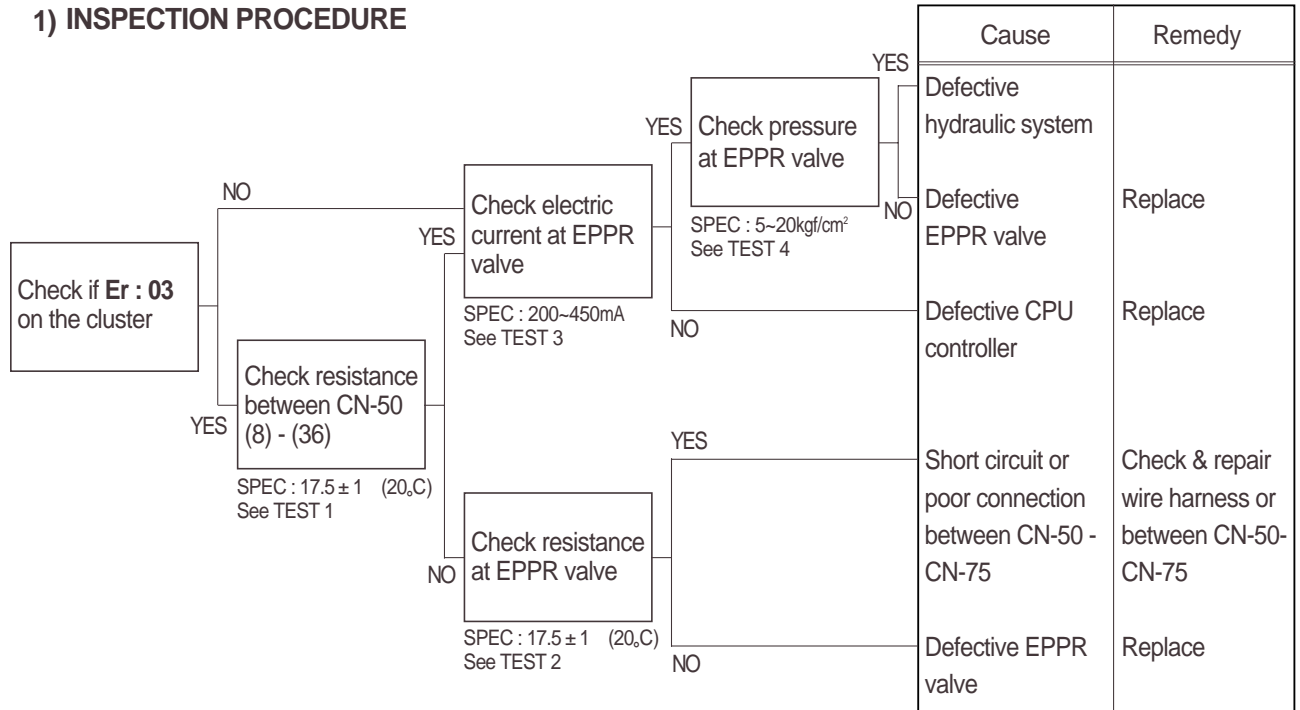 1) INSPECTION PROCEDURE
Cause
Remedy
YES
Defective
hydraulic system
YES
Check pressure
at EPPR valve
NO
Defective
EPPR valve
Replace
SPEC : 5~20kgf/cm²
See TEST 4
NO
Check electric
current at EPPR
valve
YES
SPEC : 200~450mA
See TEST 3
NO
Defective CPU
controller
Replace
Check if Er : 03
on the cluster
YES
Check resistance
between CN-50
(8) - (36)
SPEC : 17.5 ± 1 (20°C)
See TEST 1
YES
Short circuit or
poor connection
between CN-50 -
CN-75
Check & repair
wire harness or
between CN-50-
CN-75
NO
Check resistance
at EPPR valve
SPEC : 17.5 ± 1 (20°C)
See TEST 2
NO
Defective EPPR
valve
Replace